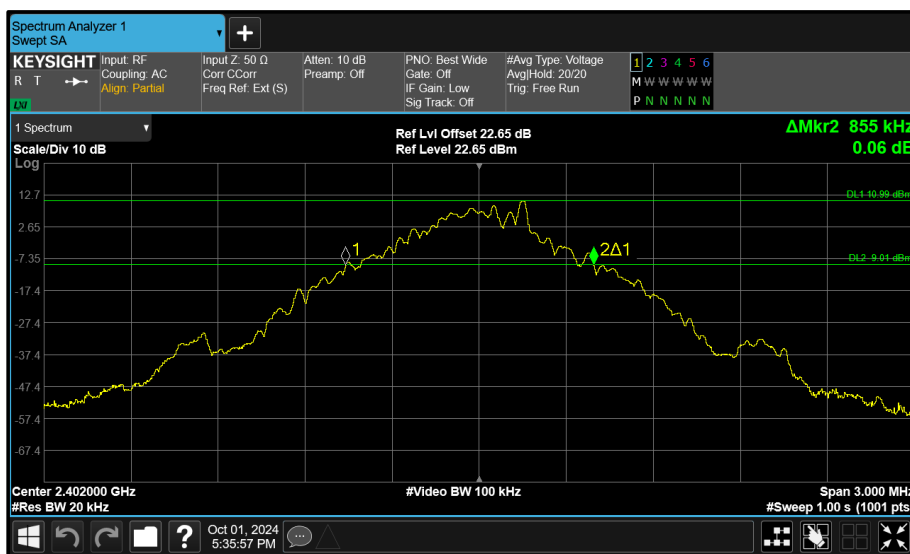 Spectrum Analyzer 1
Swept SA
KEYSIGHT
R T
LXI
Input: RF
Coupling: AC
Align: Partial
Input Z: 50 Ω
Corr CCorr
Freq Ref: Ext (S)
Atten: 10 dB
Preamp: Off
PNO: Best Wide
Gate: Off
IF Gain: Low
Sig Track: Off
#Avg Type: Voltage
Avg|Hold: 20/20
Trig: Free Run
1 2 3 4 5 6
M W W W W W
P N N N N N
1 Spectrum
Scale/Div 10 dB
Log
Ref Lvl Offset 22.65 dB
Ref Level 22.65 dBm
ΔMkr2 855 kHz
0.06 dB
12.7
2.65
-7.35
-17.4
-27.4
-37.4
-47.4
-57.4
-67.4
DL1 10.99 dBm
DL2 -9.01 dBm
1
2Δ1
Center 2.402000 GHz
#Res BW 20 kHz
#Video BW 100 kHz
Span 3.000 MHz
#Sweep 1.00 s (1001 pts
?
Oct 01, 2024
5:35:57 PM